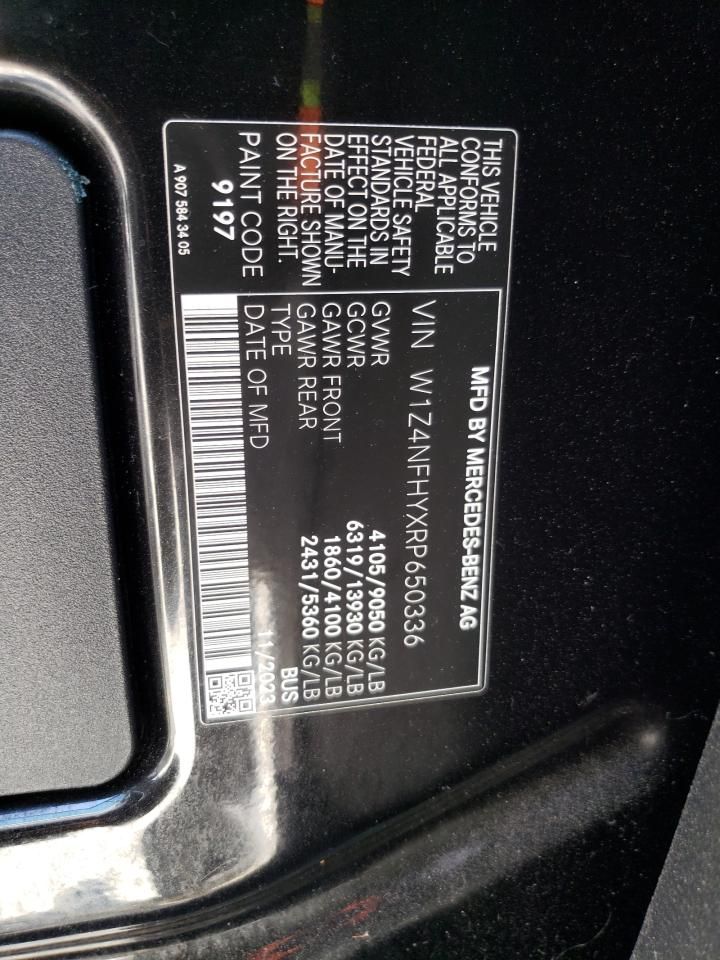 MFD BY MERCEDES-BENZ AG
VIN W1Z4NFHYXRP650336
GVWR 4105/9050 KG/LB
GCWR 6319/13930 KG/LB
GAWR FRONT 1860/4100 KG/LB
GAWR REAR 2431/5360 KG/LB
TYPE BUS
DATE OF MFD 11/2023
THIS VEHICLE
CONFORMS TO
ALL APPLICABLE
FEDERAL
VEHICLE SAFETY
STANDARDS IN
EFFECT ON THE
DATE OF MANU-
FACTURE SHOWN
ON THE RIGHT.
PAINT CODE
9197
A 907 584 34 05